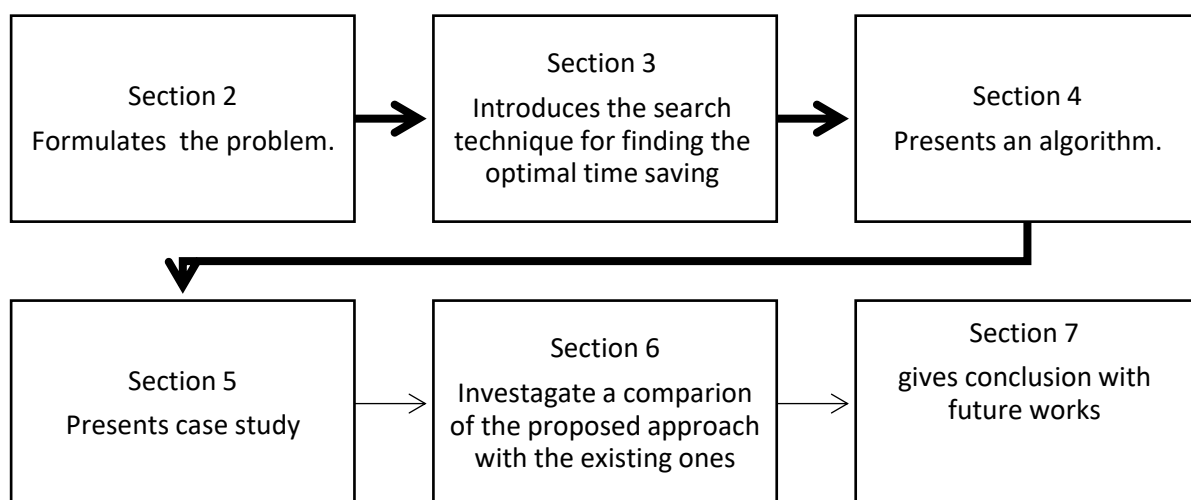 Section 2
Formulates  the problem.
Section 3
Introduces the search
technique for finding the
optimal time saving
Section 4
Presents an algorithm.
Section 5
Presents case study
Section 6
Investagate a comparion
of the proposed approach
with the existing ones
Section 7
gives conclusion with
future works